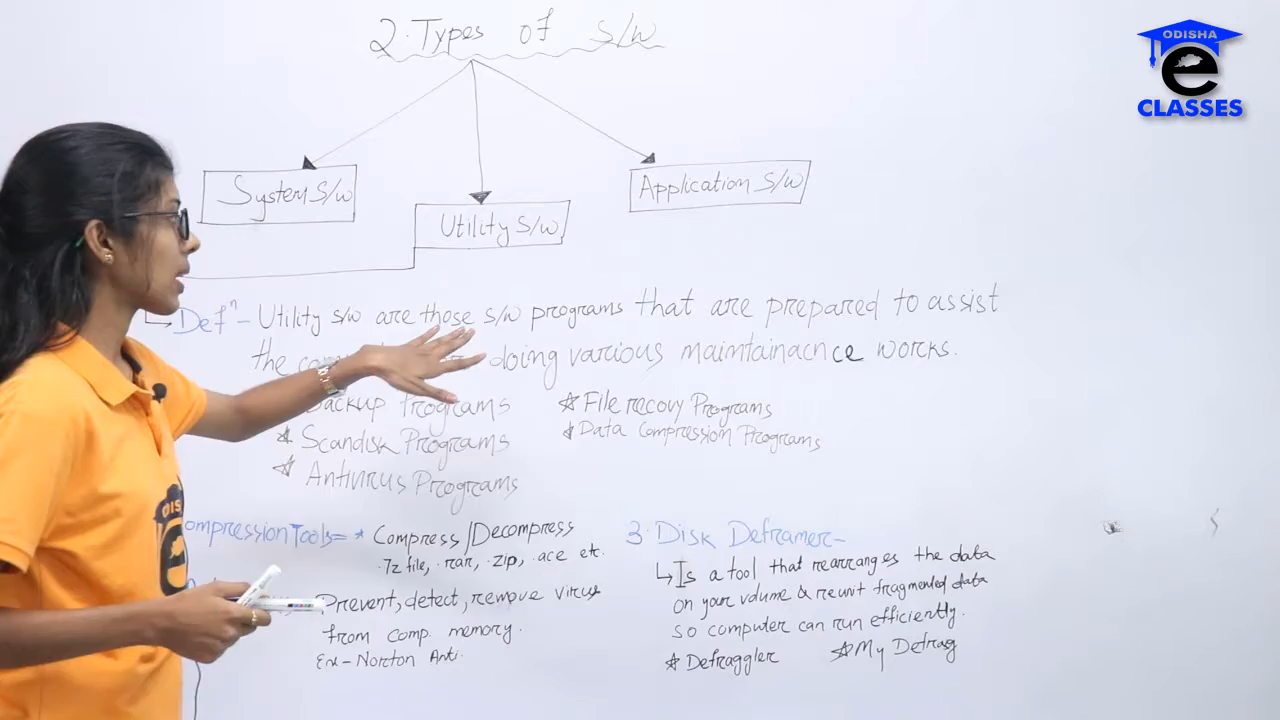 2. Types of S/W
ODISHA
e
CLASSES
System S/W
Utility S/W
Application S/W
Defⁿ - Utility s/w are those s/w programs that are prepared to assist
the doing various maintainacnce works.
Backup Programs
* File recovy Programs
* Scandisk Programs
* Data Compression Programs
* Antivirus Programs
ompression Tools= * Compress/Decompress
.7z file, .rar, .zip, .ace etc.
Prevent, detect, remove virus
from comp. memory.
Norton Anti.
3. Disk Deframer-
Is a tool that rearranges the data
on your volume & reunit fragmented data
so computer can run efficiently.
* Defraggler * My Defrag
ODIS